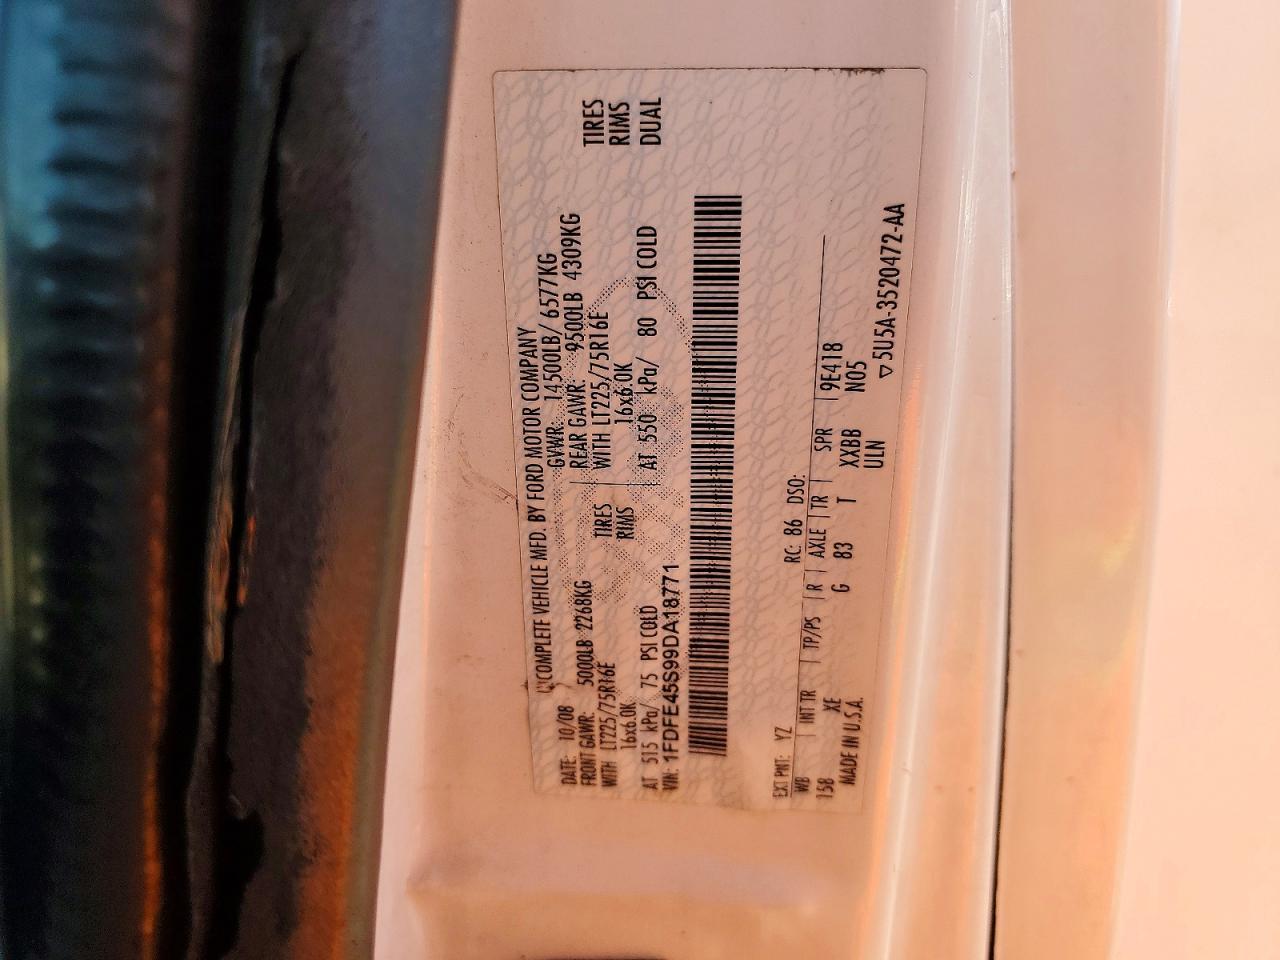 INCOMPLETE VEHICLE MFD. BY FORD MOTOR COMPANY
DATE: 10/08 GVWR: 14500LB/ 6577KG
FRONT GAWR: 5000LB 2268KG REAR GAWR: 9500LB 4309KG
WITH LT225/75R16E TIRES WITH LT225/75R16E TIRES
16x6.0K RIMS 16x6.0K RIMS
AT 515 kPa/ 75 PSI COLD AT 550 kPa/ 80 PSI COLD DUAL
VIN: 1FDFE45S99DA18771
EXT PNT: YZ RC: 86 DSO:
WB INT TR TP/PS R AXLE TR SPR 9E418
158 XE G 83 T XXBB N05
MADE IN U.S.A. ULN
▽5U5A-3520472-AA